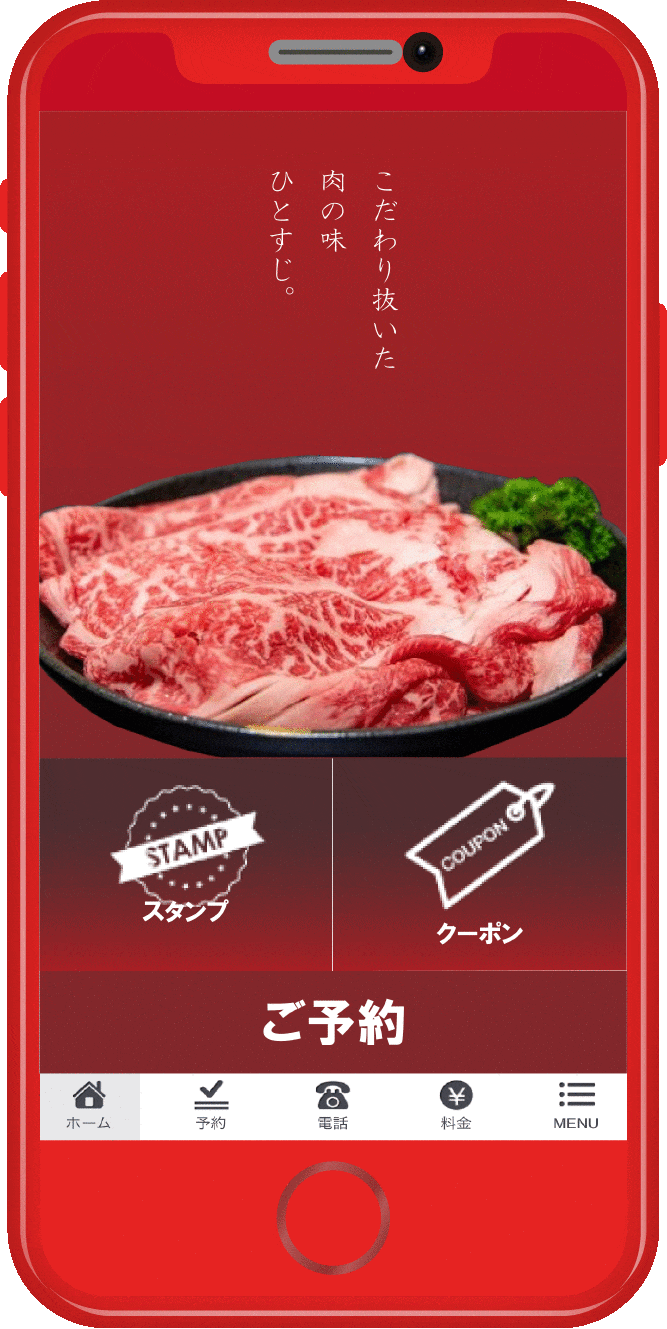 こだわり抜いた
肉の味
ひとすじ。
STAMP
スタンプ
COUPON
クーポン
ご予約
ホーム
予約
電話
¥
料金
MENU